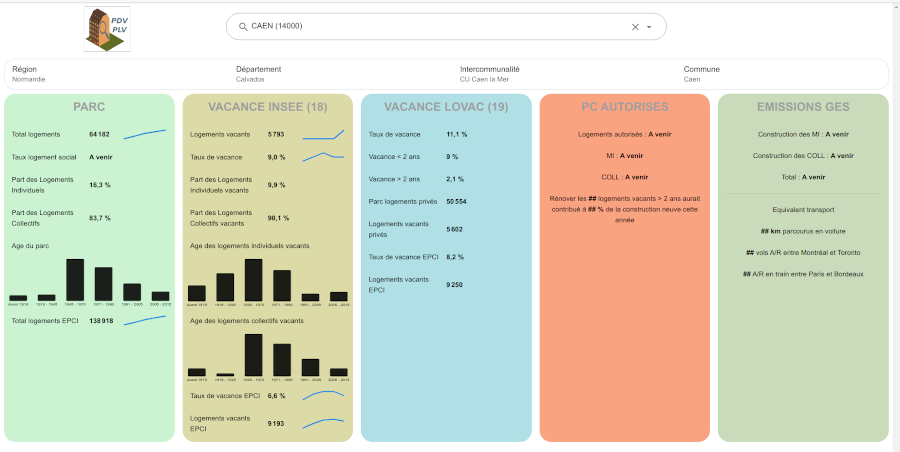 PDV
PLV
CAEN (14000)
Région
Normandie
Département
Calvados
Intercommunalité
CU Caen la Mer
Commune
Caen
PARC
Total logements 64 182
Taux logement social A venir
Part des Logements
Individuels 16,3 %
Part des Logements
Collectifs 83,7 %
Age du parc
Avant 1919 1919 - 1945 1946 - 1970 1971 - 1990 1991 - 2005 2006 - 2015
Total logements EPCI 138 918
VACANCE INSEE (18)
Logements vacants 5 793
Taux de vacance 9,0 %
Part des Logements
Individuels vacants 9,9 %
Part des Logements
Collectifs vacants 90,1 %
Age des logements individuels vacants
Avant 1919 1919 - 1945 1946 - 1970 1971 - 1990 1991 - 2005 2006 - 2015
Age des logements collectifs vacants
Avant 1919 1919 - 1945 1946 - 1970 1971 - 1990 1991 - 2005 2006 - 2015
Taux de vacance EPCI 6,6 %
Logements vacants
EPCI 9 193
VACANCE LOVAC (19)
Taux de vacance 11,1 %
Vacance < 2 ans 9 %
Vacance > 2 ans 2,1 %
Parc logements privés 50 554
Logements vacants
privés 5 602
Taux de vacance EPCI 8,2 %
Logements vacants
EPCI 9 250
PC AUTORISES
Logements autorisés : A venir
MI : A venir
COLL : A venir
Rénover les ## logements vacants > 2 ans aurait
contribué à ## % de la construction neuve cette
année
EMISSIONS GES
Construction des MI : A venir
Construction des COLL : A venir
Total : A venir
Equivalent transport
## km parcourus en voiture
## vols A/R entre Montréal et Toronto
## A/R en train entre Paris et Bordeaux